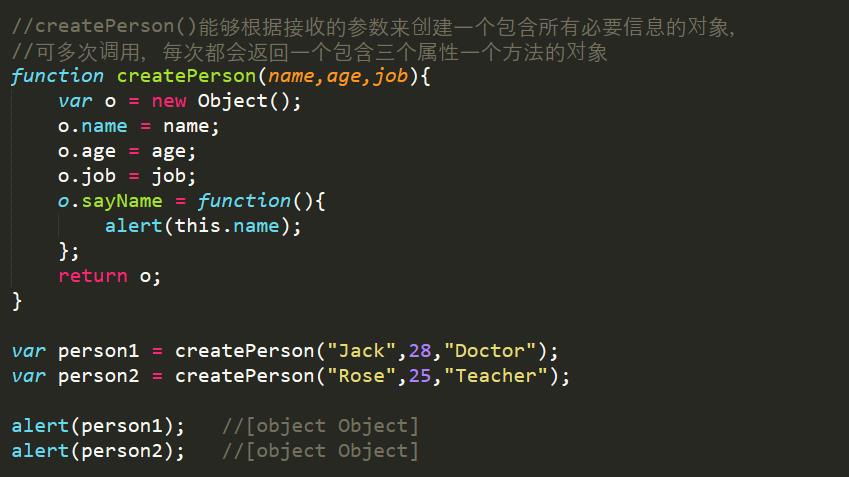 //createPerson()能够根据接收的参数来创建一个包含所有必要信息的对象,
//可多次调用, 每次都会返回一个包含三个属性一个方法的对象
function createPerson(name,age,job){
    var o = new Object();
    o.name = name;
    o.age = age;
    o.job = job;
    o.sayName = function(){
        alert(this.name);
    };
    return o;
}

var person1 = createPerson("Jack",28,"Doctor");
var person2 = createPerson("Rose",25,"Teacher");

alert(person1);   //[object Object]
alert(person2);   //[object Object]